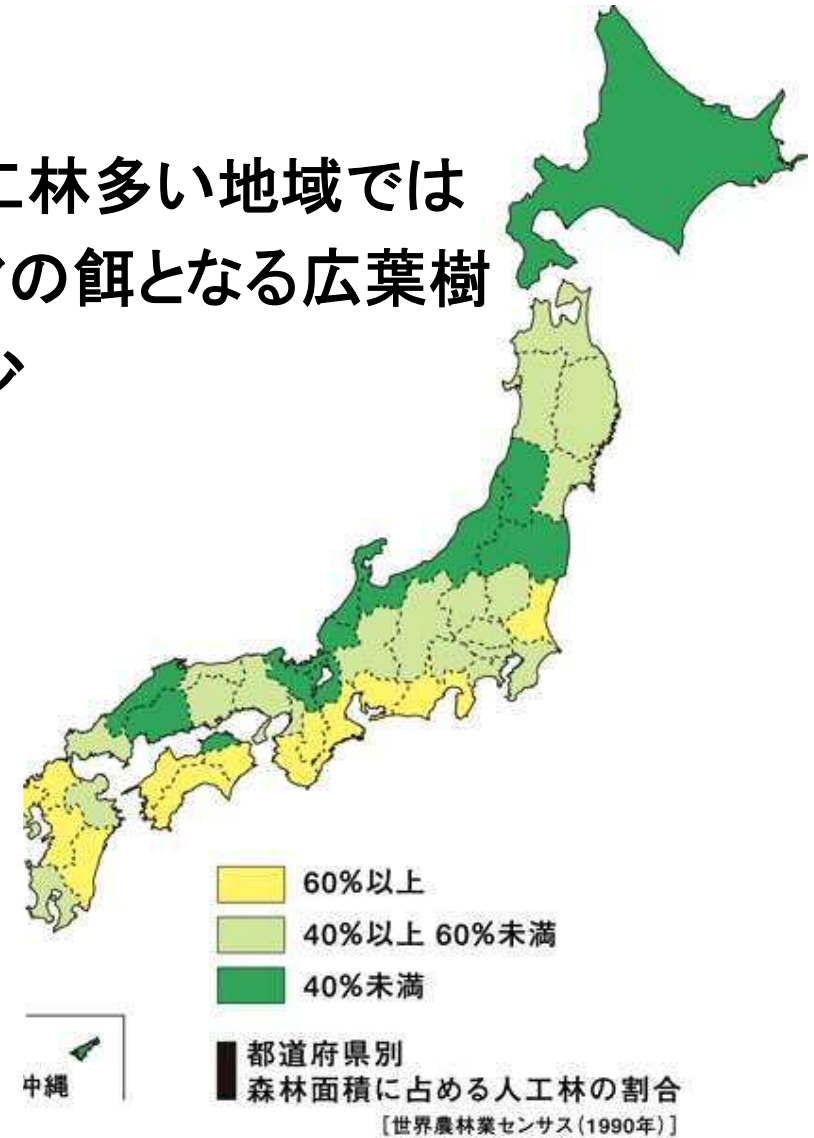 工林多い地域では
マの餌となる広葉樹
少
60%以上
40%以上 60%未満
40%未満
沖縄
都道府県別
森林面積に占める人工林の割合
［世界農林業センサス（1990年）］